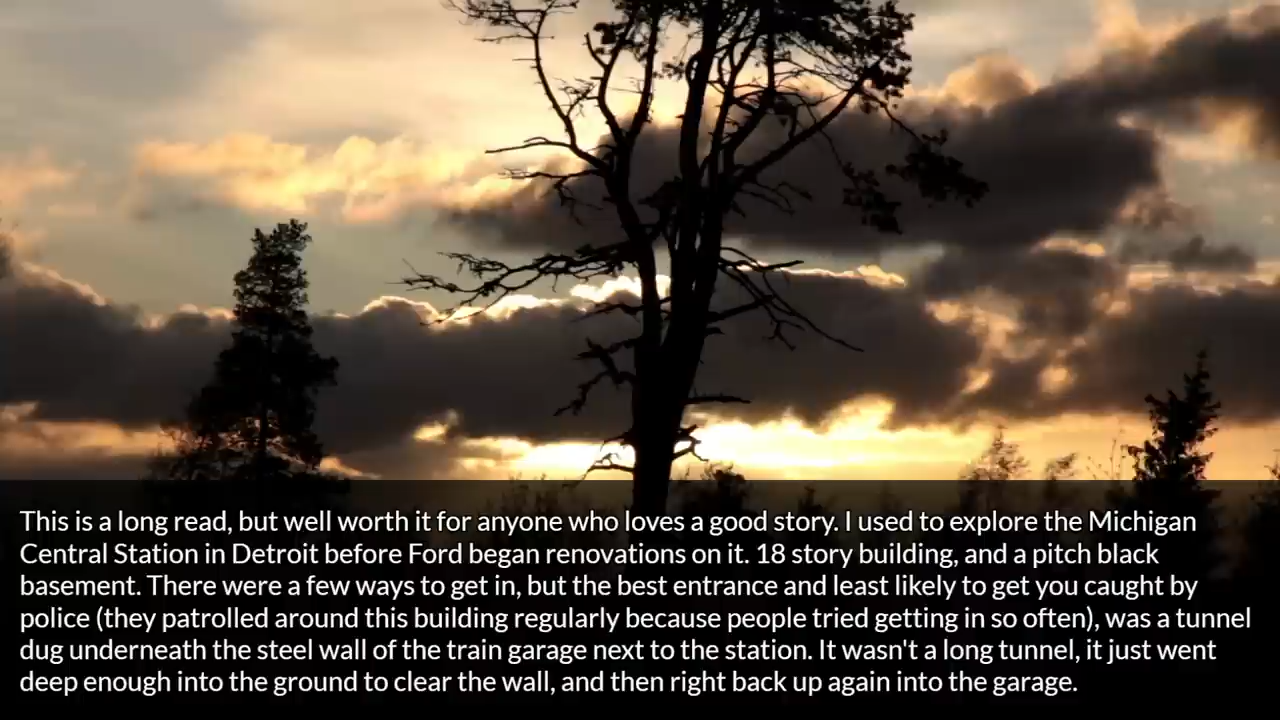 This is a long read, but well worth it for anyone who loves a good story. I used to explore the Michigan
Central Station in Detroit before Ford began renovations on it. 18 story building, and a pitch black
basement. There were a few ways to get in, but the best entrance and least likely to get you caught by
police (they patrolled around this building regularly because people tried getting in so often), was a tunnel
dug underneath the steel wall of the train garage next to the station. It wasn't a long tunnel, it just went
deep enough into the ground to clear the wall, and then right back up again into the garage.